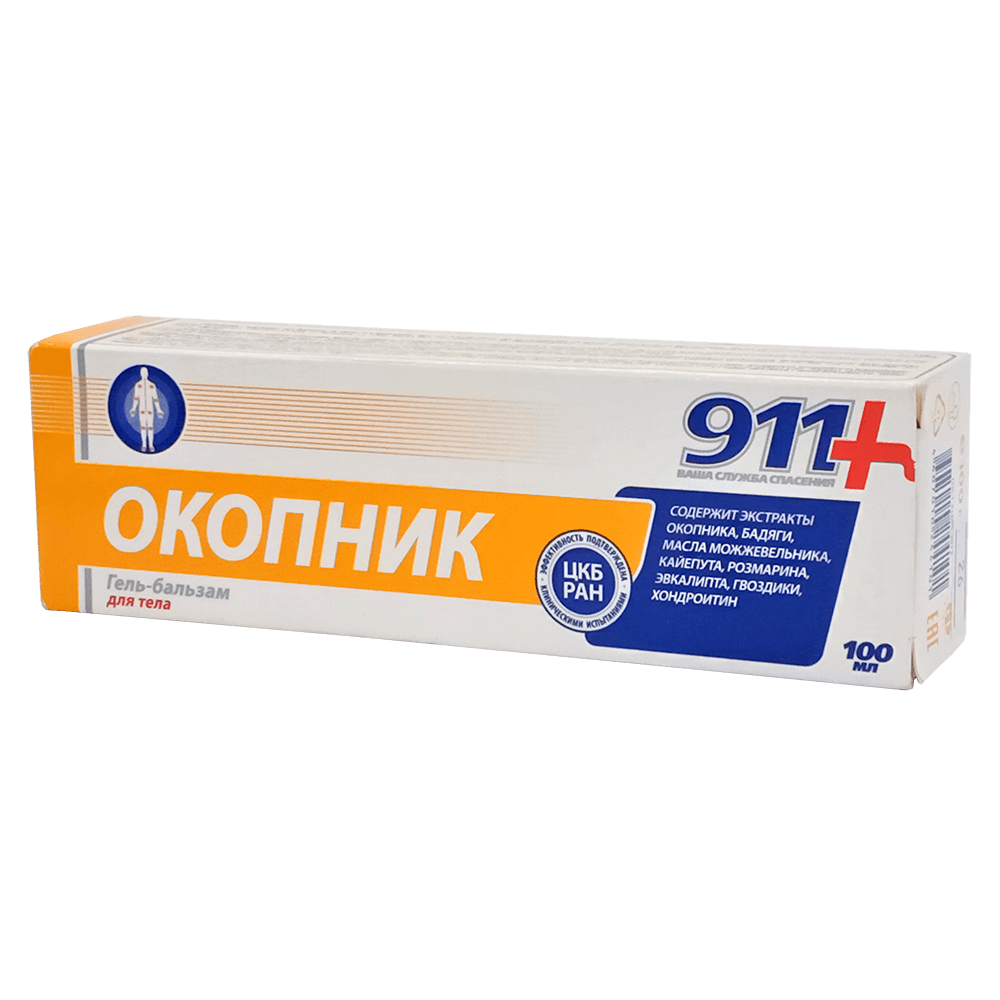 911+
ВАША СЛУЖБА СПАСЕНИЯ
ОКОПНИК
Гель-бальзам
для тела
ЭФФЕКТИВНОСТЬ ПОДТВЕРЖДЕНА
КЛИНИЧЕСКИМИ ИСПЫТАНИЯМИ
ЦКБ
РАН
СОДЕРЖИТ ЭКСТРАКТЫ
ОКОПНИКА, БАДЯГИ,
МАСЛА МОЖЖЕВЕЛЬНИКА,
КАЙЕПУТА, РОЗМАРИНА,
ЭВКАЛИПТА, ГВОЗДИКИ,
ХОНДРОИТИН
100
МЛ
EAC